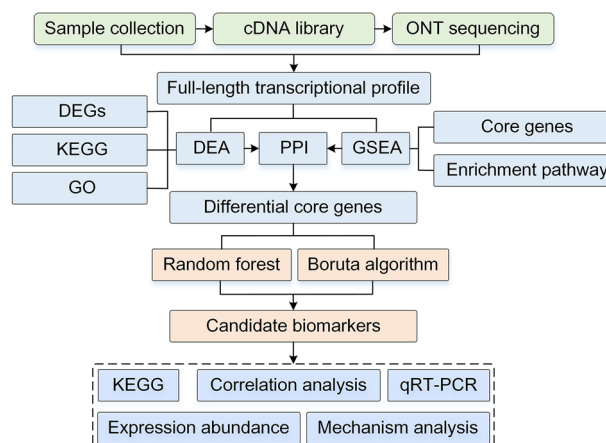 Sample collection
cDNA library
ONT sequencing
Full-length transcriptional profile
DEGs
KEGG
GO
DEA
PPI
GSEA
Core genes
Enrichment pathway
Differential core genes
Random forest
Boruta algorithm
Candidate biomarkers
KEGG
Correlation analysis
qRT-PCR
Expression abundance
Mechanism analysis